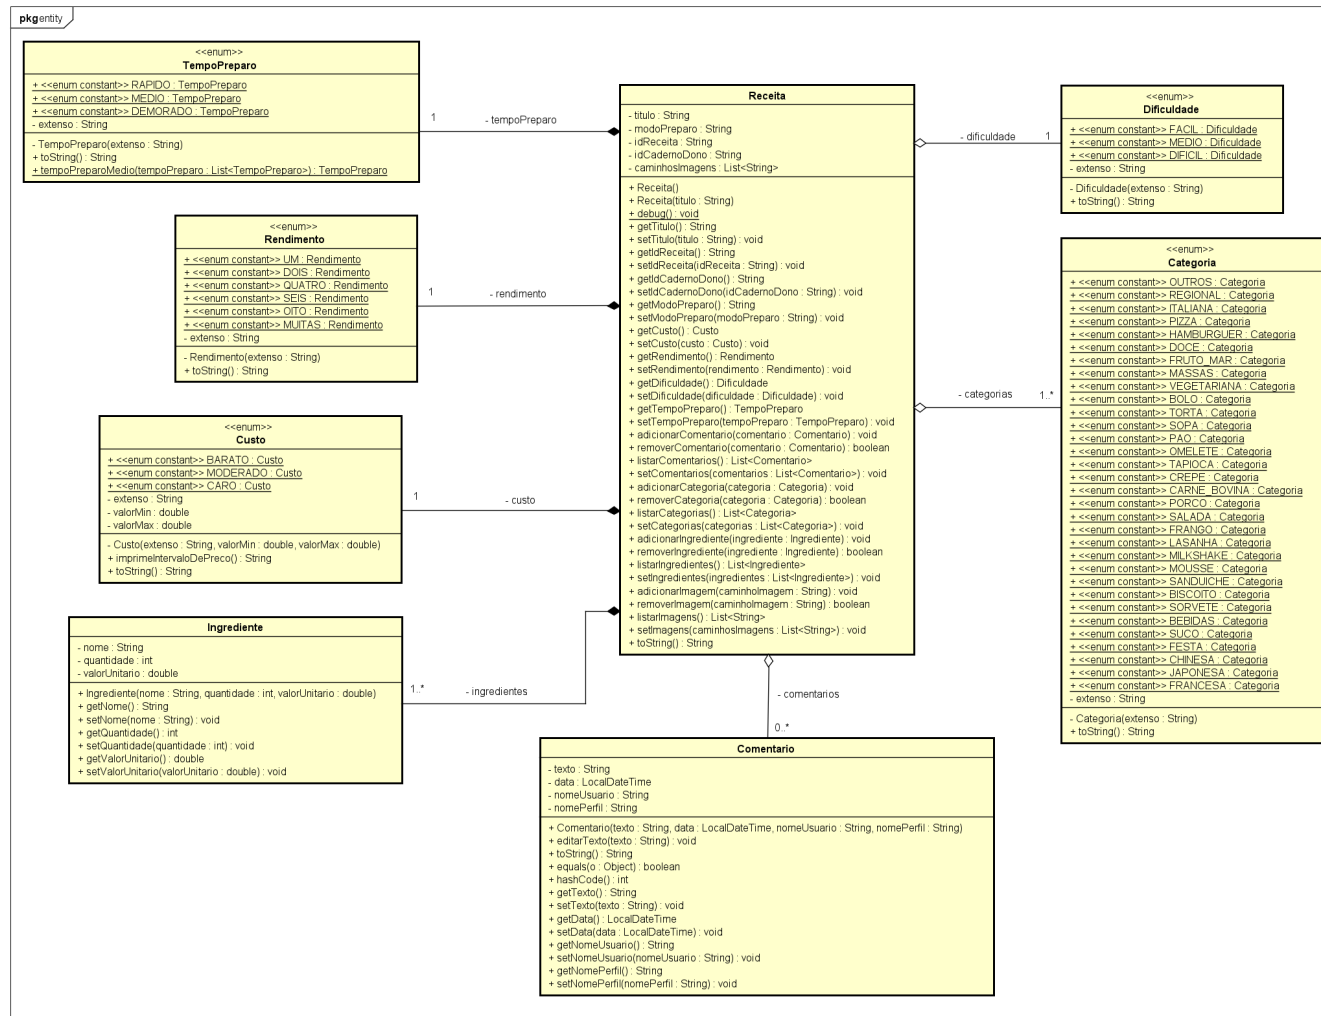 pkg entity
<<enum>>
TempoPreparo
+ <<enum constant>> RAPIDO : TempoPreparo
+ <<enum constant>> MEDIO : TempoPreparo
+ <<enum constant>> DEMORADO : TempoPreparo
- extenso : String
- TempoPreparo(extenso : String)
+ toString() : String
+ tempoPreparoMedio(tempoPreparo : List<TempoPreparo>) : TempoPreparo
1
- tempoPreparo
<<enum>>
Rendimento
+ <<enum constant>> UM : Rendimento
+ <<enum constant>> DOIS : Rendimento
+ <<enum constant>> QUATRO : Rendimento
+ <<enum constant>> SEIS : Rendimento
+ <<enum constant>> OITO : Rendimento
+ <<enum constant>> MUITAS : Rendimento
- extenso : String
- Rendimento(extenso : String)
+ toString() : String
1
- rendimento
<<enum>>
Custo
+ <<enum constant>> BARATO : Custo
+ <<enum constant>> MODERADO : Custo
+ <<enum constant>> CARO : Custo
- extenso : String
- valorMin : double
- valorMax : double
- Custo(extenso : String, valorMin : double, valorMax : double)
+ imprimeIntervaloDePreco() : String
+ toString() : String
1
- custo
Ingrediente
- nome : String
- quantidade : int
- valorUnitario : double
+ Ingrediente(nome : String, quantidade : int, valorUnitario : double)
+ getNome() : String
+ setNome(nome : String) : void
+ getQuantidade() : int
+ setQuantidade(quantidade : int) : void
+ getValorUnitario() : double
+ setValorUnitario(valorUnitario : double) : void
1..*
- ingredientes
Receita
- titulo : String
- modoPreparo : String
- idReceita : String
- idCadernoDono : String
- caminhosImagens : List<String>
+ Receita()
+ Receita(titulo : String)
+ debug() : void
+ getTitulo() : String
+ setTitulo(titulo : String) : void
+ getIdReceita() : String
+ setIdReceita(idReceita : String) : void
+ getIdCadernoDono() : String
+ setIdCadernoDono(idCadernoDono : String) : void
+ getModoPreparo() : String
+ setModoPreparo(modoPreparo : String) : void
+ getCusto() : Custo
+ setCusto(custo : Custo) : void
+ getRendimento() : Rendimento
+ setRendimento(rendimento : Rendimento) : void
+ getDificuldade() : Dificuldade
+ setDificuldade(dificuldade : Dificuldade) : void
+ getTempoPreparo() : TempoPreparo
+ setTempoPreparo(tempoPreparo : TempoPreparo) : void
+ adicionarComentario(comentario : Comentario) : void
+ removerComentario(comentario : Comentario) : boolean
+ listarComentarios() : List<Comentario>
+ setComentarios(comentarios : List<Comentario>) : void
+ adicionarCategoria(categoria : Categoria) : void
+ removerCategoria(categoria : Categoria) : boolean
+ listarCategorias() : List<Categoria>
+ setCategorias(categorias : List<Categoria>) : void
+ adicionarIngrediente(ingrediente : Ingrediente) : void
+ removerIngrediente(ingrediente : Ingrediente) : boolean
+ listarIngredientes() : List<Ingrediente>
+ setIngredientes(ingredientes : List<Ingrediente>) : void
+ adicionarImagem(caminhoImagem : String) : void
+ removerImagem(caminhoImagem : String) : boolean
+ listarImagens() : List<String>
+ setImagens(caminhosImagens : List<String>) : void
+ toString() : String
- comentarios
0..*
Comentario
- texto : String
- data : LocalDateTime
- nomeUsuario : String
- nomePerfil : String
+ Comentario(texto : String, data : LocalDateTime, nomeUsuario : String, nomePerfil : String)
+ editarTexto(texto : String) : void
+ toString() : String
+ equals(o : Object) : boolean
+ hashCode() : int
+ getTexto() : String
+ setTexto(texto : String) : void
+ getData() : LocalDateTime
+ setData(data : LocalDateTime) : void
+ getNomeUsuario() : String
+ setNomeUsuario(nomeUsuario : String) : void
+ getNomePerfil() : String
+ setNomePerfil(nomePerfil : String) : void
- dificuldade
1
<<enum>>
Dificuldade
+ <<enum constant>> FACIL : Dificuldade
+ <<enum constant>> MEDIO : Dificuldade
+ <<enum constant>> DIFICIL : Dificuldade
- extenso : String
- Dificuldade(extenso : String)
+ toString() : String
- categorias
1..*
<<enum>>
Categoria
+ <<enum constant>> OUTROS : Categoria
+ <<enum constant>> REGIONAL : Categoria
+ <<enum constant>> ITALIANA : Categoria
+ <<enum constant>> PIZZA : Categoria
+ <<enum constant>> HAMBURGUER : Categoria
+ <<enum constant>> DOCE : Categoria
+ <<enum constant>> FRUTO_MAR : Categoria
+ <<enum constant>> MASSAS : Categoria
+ <<enum constant>> VEGETARIANA : Categoria
+ <<enum constant>> BOLO : Categoria
+ <<enum constant>> TORTA : Categoria
+ <<enum constant>> SOPA : Categoria
+ <<enum constant>> PAO : Categoria
+ <<enum constant>> OMELETE : Categoria
+ <<enum constant>> TAPIOCA : Categoria
+ <<enum constant>> CREPE : Categoria
+ <<enum constant>> CARNE_BOVINA : Categoria
+ <<enum constant>> PORCO : Categoria
+ <<enum constant>> SALADA : Categoria
+ <<enum constant>> FRANGO : Categoria
+ <<enum constant>> LASANHA : Categoria
+ <<enum constant>> MILKSHAKE : Categoria
+ <<enum constant>> MOUSSE : Categoria
+ <<enum constant>> SANDUICHE : Categoria
+ <<enum constant>> BISCOITO : Categoria
+ <<enum constant>> SORVETE : Categoria
+ <<enum constant>> BEBIDAS : Categoria
+ <<enum constant>> SUCO : Categoria
+ <<enum constant>> FESTA : Categoria
+ <<enum constant>> CHINESA : Categoria
+ <<enum constant>> JAPONESA : Categoria
+ <<enum constant>> FRANCESA : Categoria
- extenso : String
- Categoria(extenso : String)
+ toString() : String